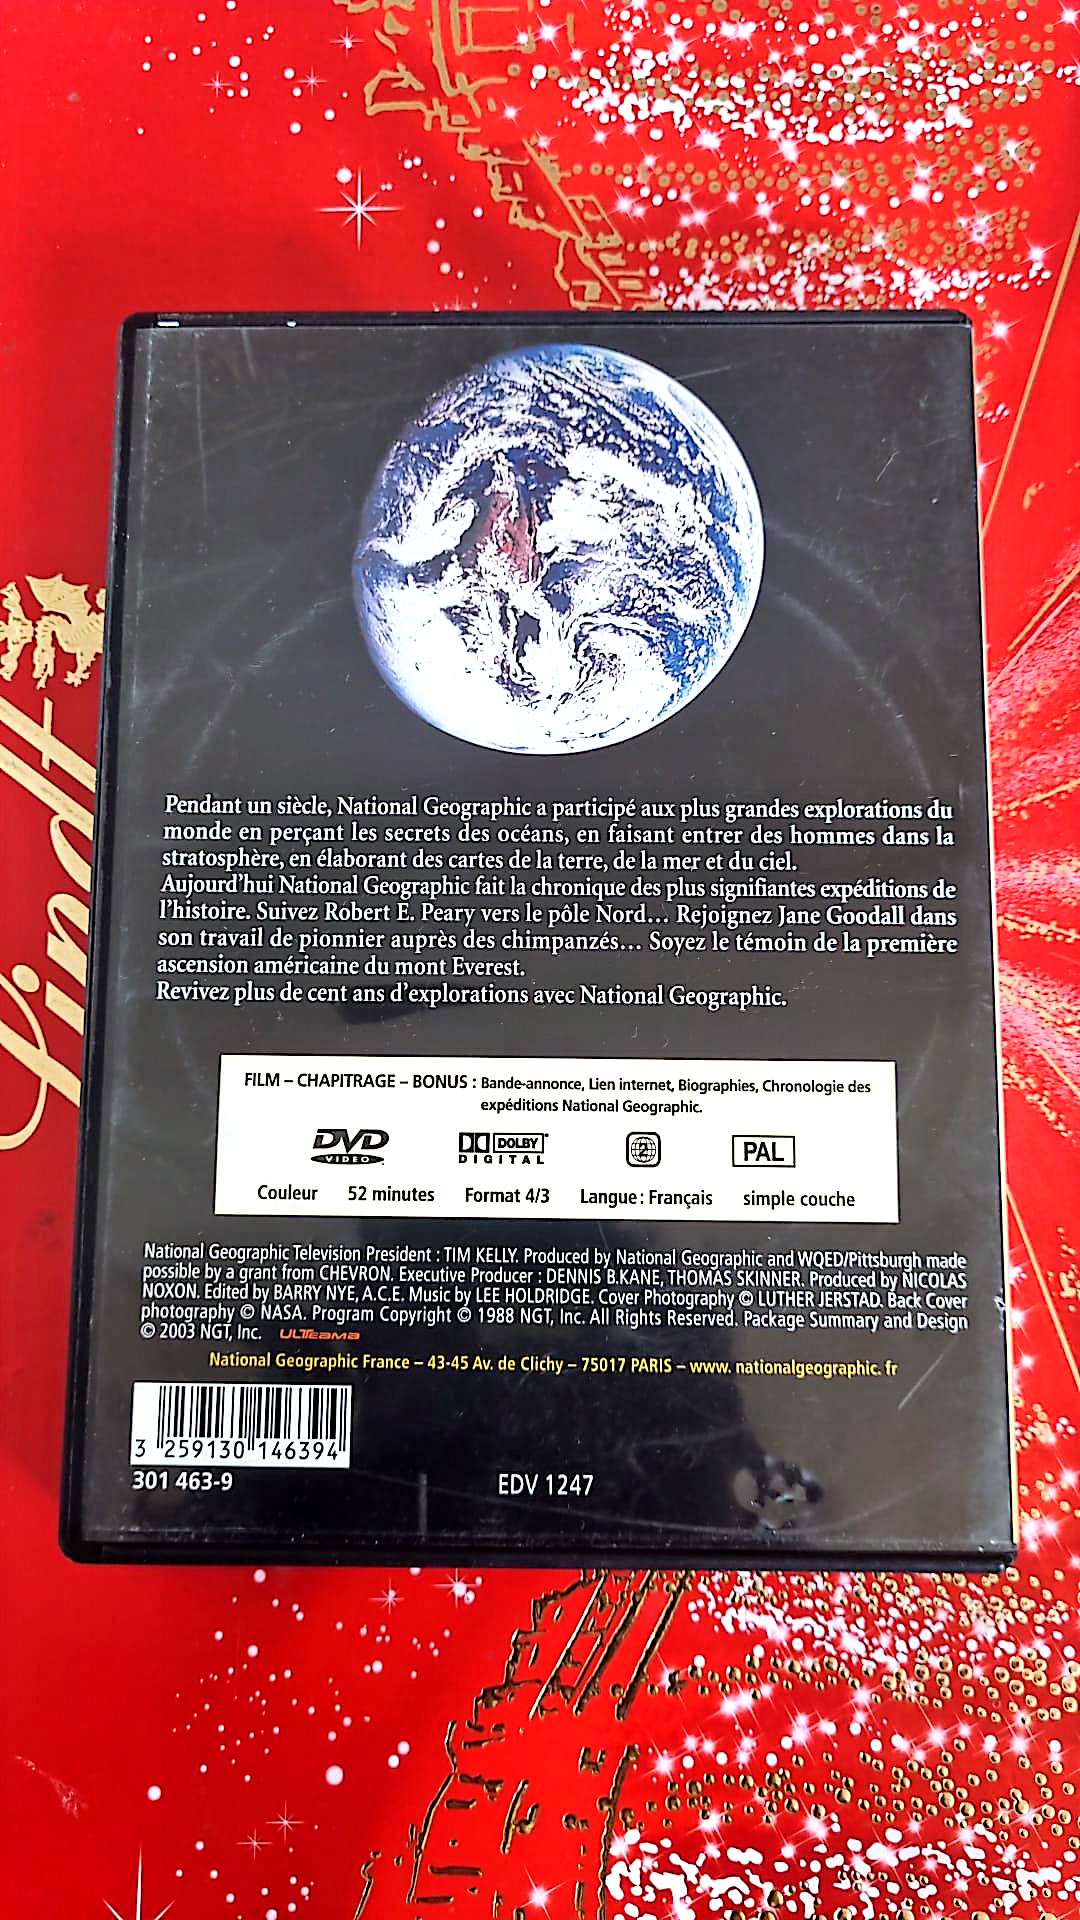 Pendant un siècle, National Geographic a participé aux plus grandes explorations du
monde en perçant les secrets des océans, en faisant entrer des hommes dans la
stratosphère, en élaborant des cartes de la terre, de la mer et du ciel.
Aujourd'hui National Geographic fait la chronique des plus signifiantes expéditions de
l'histoire. Suivez Robert E. Peary vers le pôle Nord... Rejoignez Jane Goodall dans
son travail de pionnier auprès des chimpanzés... Soyez le témoin de la première
ascension américaine du mont Everest.
Revivez plus de cent ans d'explorations avec National Geographic.
Lindt
FILM – CHAPITRAGE – BONUS : Bande-annonce, Lien internet, Biographies, Chronologie des
expéditions National Geographic.
DVD VIDEO DOLBY DIGITAL 2 PAL
Couleur 52 minutes Format 4/3 Langue : Français simple couche
National Geographic Television President : TIM KELLY. Produced by National Geographic and WQED/Pittsburgh made
possible by a grant from CHEVRON. Executive Producer : DENNIS B.KANE, THOMAS SKINNER. Produced by NICOLAS
NOXON. Edited by BARRY NYE, A.C.E. Music by LEE HOLDRIDGE. Cover Photography © LUTHER JERSTAD. Back Cover
photography © NASA. Program Copyright © 1988 NGT, Inc. All Rights Reserved. Package Summary and Design
© 2003 NGT, Inc. ULTeama
National Geographic France – 43-45 Av. de Clichy – 75017 PARIS – www. nationalgeographic. fr
3 259130 146394
301 463-9 EDV 1247